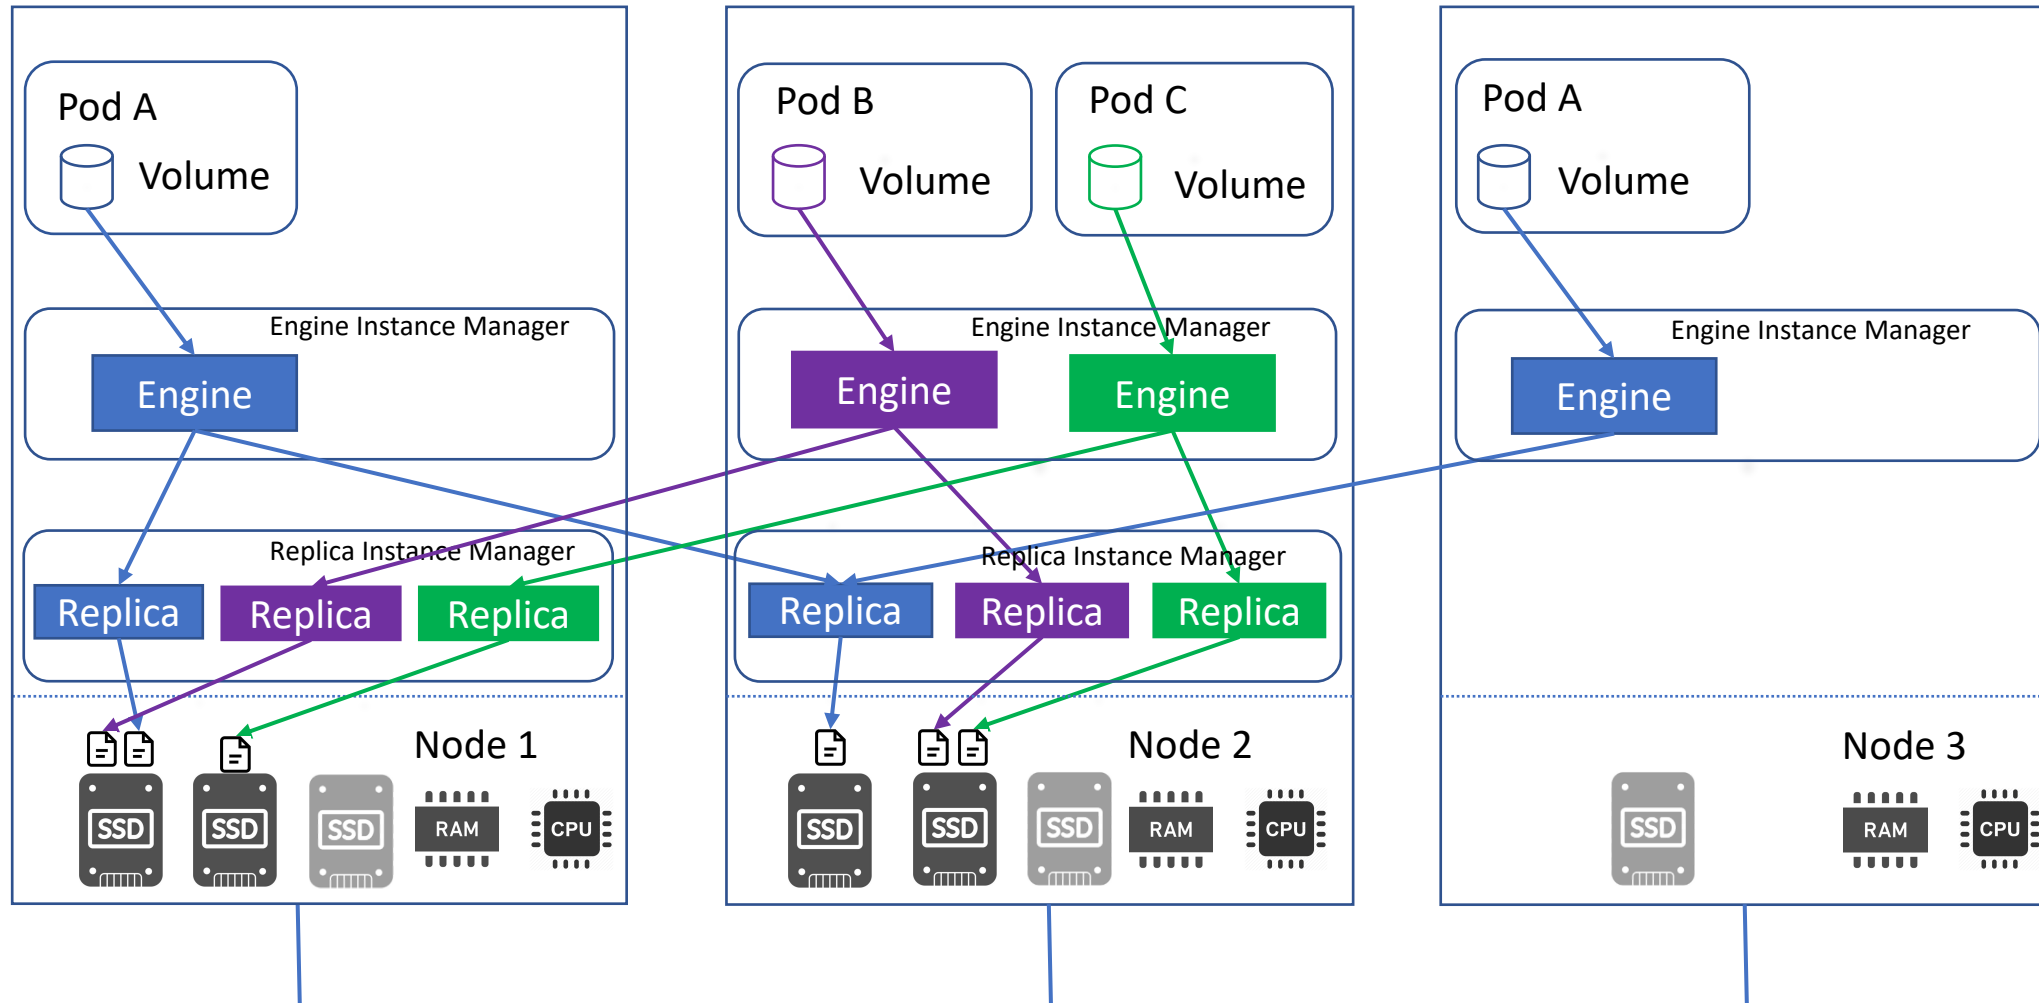 Pod A
Volume
Engine Instance Manager
Engine
Replica Instance Manager
Replica
Replica
Replica
Node 1
SSD
SSD
SSD
RAM
CPU
Pod B
Volume
Pod C
Volume
Engine Instance Manager
Engine
Engine
Replica Instance Manager
Replica
Replica
Replica
Node 2
SSD
SSD
SSD
RAM
CPU
Pod A
Volume
Engine Instance Manager
Engine
Node 3
SSD
RAM
CPU